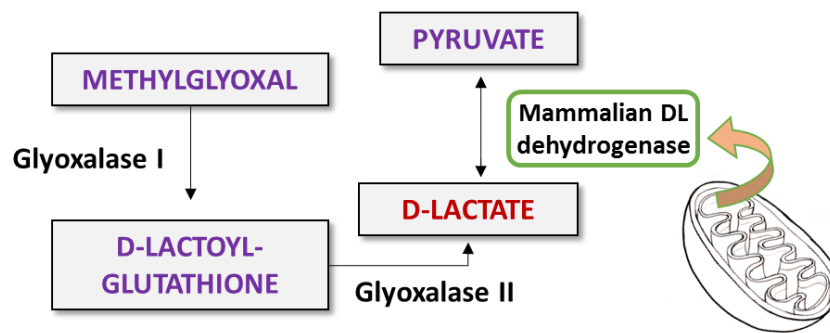 METHYLGLYOXAL
Glyoxalase I
D-LACTOYL-
GLUTATHIONE
Glyoxalase II
D-LACTATE
PYRUVATE
Mammalian DL
dehydrogenase